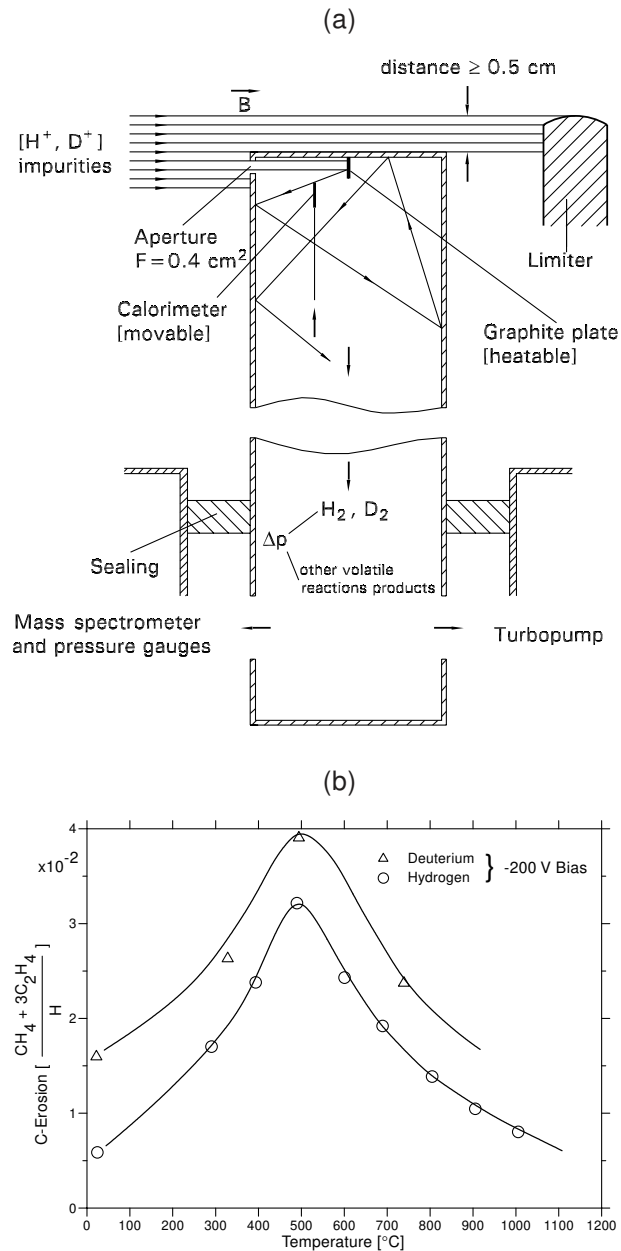 (a)
distance ≥ 0.5 cm
B
[H⁺, D⁺]
impurities
Aperture
F=0.4 cm²
Limiter
Calorimeter
[movable]
Graphite plate
[heatable]
H₂, D₂
Δp
other volatile
reactions products
Sealing
Mass spectrometer
and pressure gauges
Turbopump
(b)
4
x10⁻²
3
2
1
0
C-Erosion [ CH₄ + 3C₂H₄ / H ]
Deuterium
Hydrogen
} -200 V Bias
0 100 200 300 400 500 600 700 800 900 1000 1100 1200
Temperature [°C]